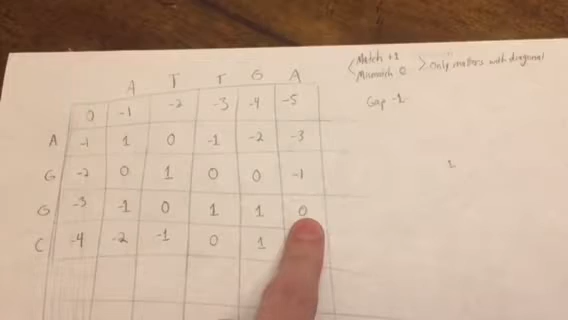 Match +1
Mismatch 0 > Only matters with diagonal
Gap -1
A T T G A
0 -1 -2 -3 -4 -5
A -1 1 0 -1 -2 -3
G -2 0 1 0 0 -1
G -3 -1 0 1 1 0
C -4 -2 -1 0 1
1